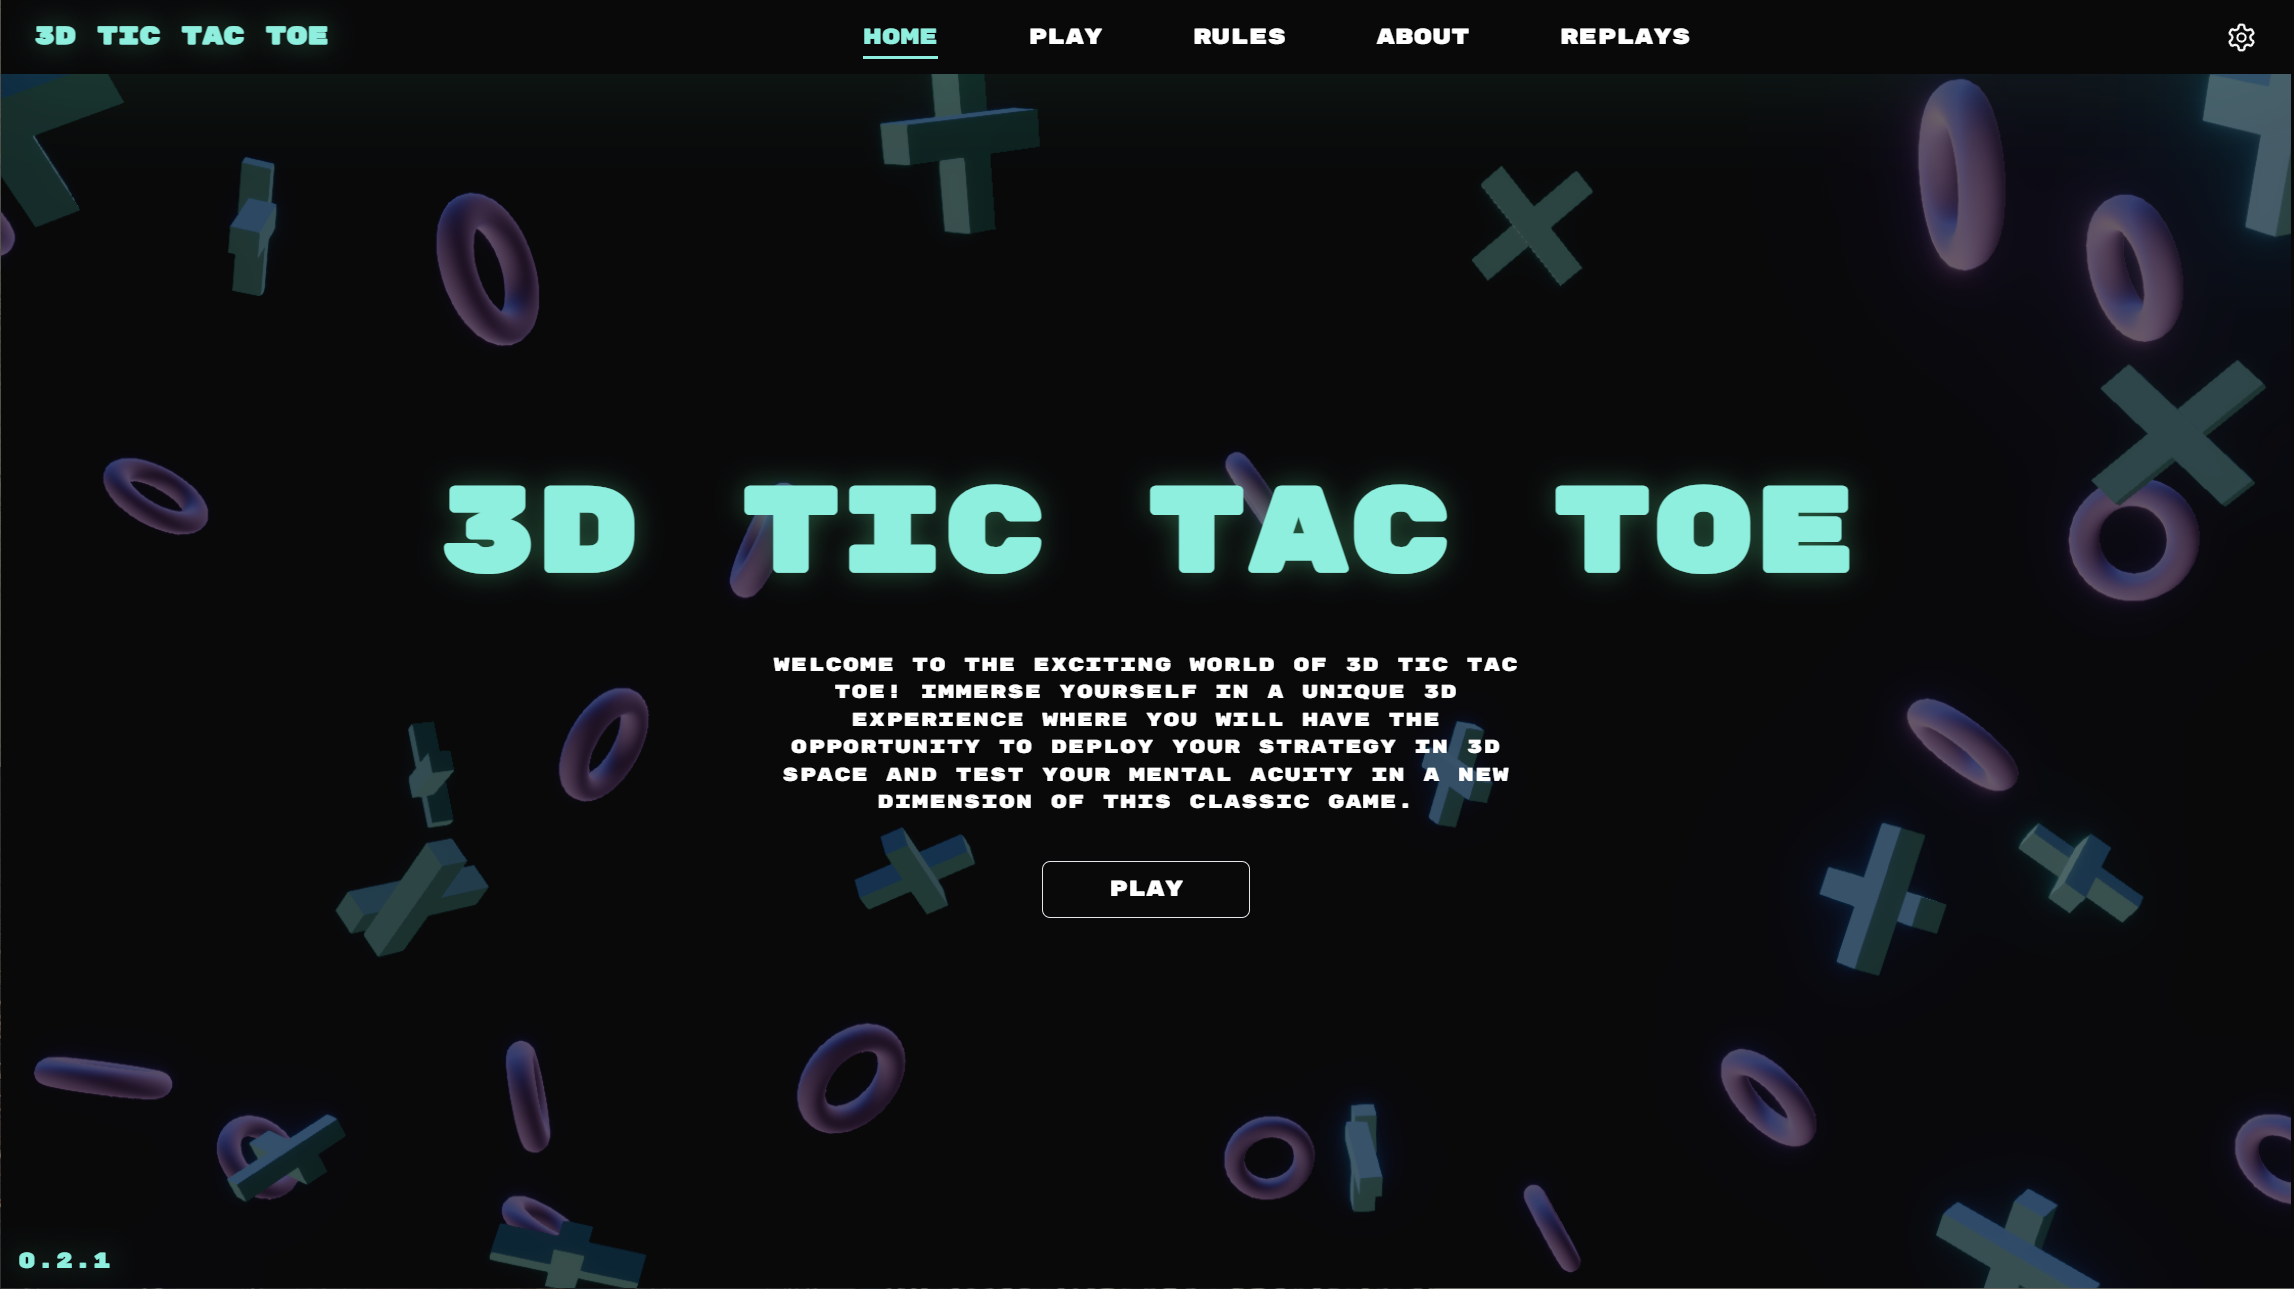 3D TIC TAC TOE
HOME PLAY RULES ABOUT REPLAYS
3D TIC TAC TOE
WELCOME TO THE EXCITING WORLD OF 3D TIC TAC
TOE! IMMERSE YOURSELF IN A UNIQUE 3D
EXPERIENCE WHERE YOU WILL HAVE THE
OPPORTUNITY TO DEPLOY YOUR STRATEGY IN 3D
SPACE AND TEST YOUR MENTAL ACUITY IN A NEW
DIMENSION OF THIS CLASSIC GAME.
PLAY
0.2.1